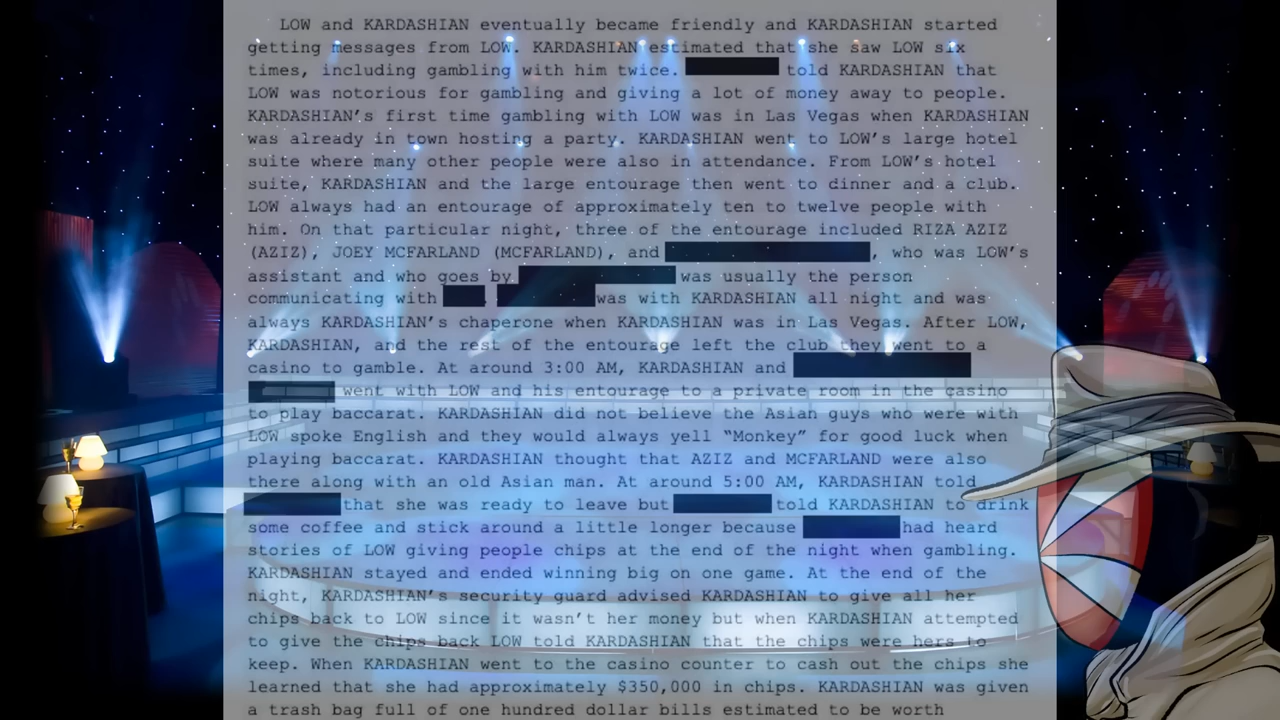 LOW and KARDASHIAN eventually became friendly and KARDASHIAN started
getting messages from LOW. KARDASHIAN estimated that she saw LOW six
times, including gambling with him twice. told KARDASHIAN that
LOW was notorious for gambling and giving a lot of money away to people.
KARDASHIAN's first time gambling with LOW was in Las Vegas when KARDASHIAN
was already in town hosting a party. KARDASHIAN went to LOW's large hotel
suite where many other people were also in attendance. From LOW's hotel
suite, KARDASHIAN and the large entourage then went to dinner and a club.
LOW always had an entourage of approximately ten to twelve people with
him. On that particular night, three of the entourage included RIZA AZIZ
(AZIZ), JOEY MCFARLAND (MCFARLAND), and , who was LOW's
assistant and who goes by was usually the person
communicating with . was with KARDASHIAN all night and was
always KARDASHIAN's chaperone when KARDASHIAN was in Las Vegas. After LOW,
KARDASHIAN, and the rest of the entourage left the club they went to a
casino to gamble. At around 3:00 AM, KARDASHIAN and
went with LOW and his entourage to a private room in the casino
to play baccarat. KARDASHIAN did not believe the Asian guys who were with
LOW spoke English and they would always yell "Monkey" for good luck when
playing baccarat. KARDASHIAN thought that AZIZ and MCFARLAND were also
there along with an old Asian man. At around 5:00 AM, KARDASHIAN told
that she was ready to leave but told KARDASHIAN to drink
some coffee and stick around a little longer because had heard
stories of LOW giving people chips at the end of the night when gambling.
KARDASHIAN stayed and ended winning big on one game. At the end of the
night, KARDASHIAN's security guard advised KARDASHIAN to give all her
chips back to LOW since it wasn't her money but when KARDASHIAN attempted
to give the chips back LOW told KARDASHIAN that the chips were hers to
keep. When KARDASHIAN went to the casino counter to cash out the chips she
learned that she had approximately $350,000 in chips. KARDASHIAN was given
a trash bag full of one hundred dollar bills estimated to be worth